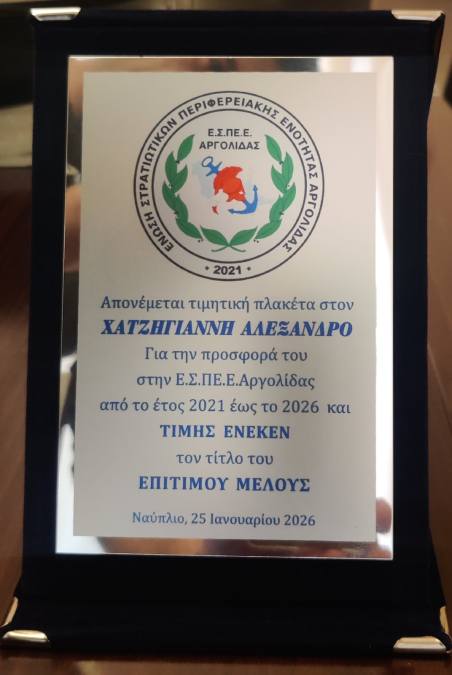 ΕΝΩΣΗ ΣΤΡΑΤΙΩΤΙΚΩΝ ΠΕΡΙΦΕΡΕΙΑΚΗΣ ΕΝΟΤΗΤΑΣ ΑΡΓΟΛΙΔΑΣ
Ε.Σ.ΠΕ.Ε.
ΑΡΓΟΛΙΔΑΣ
· 2021 ·
Απονέμεται τιμητική πλακέτα στον
ΧΑΤΖΗΓΙΑΝΝΗ ΑΛΕΞΑΝΔΡΟ
Για την προσφορά του
στην Ε.Σ.ΠΕ.Ε.Αργολίδας
από το έτος 2021 έως το 2026 και
ΤΙΜΗΣ ΕΝΕΚΕΝ
τον τίτλο του
ΕΠΙΤΙΜΟΥ ΜΕΛΟΥΣ
Ναύπλιο, 25 Ιανουαρίου 2026